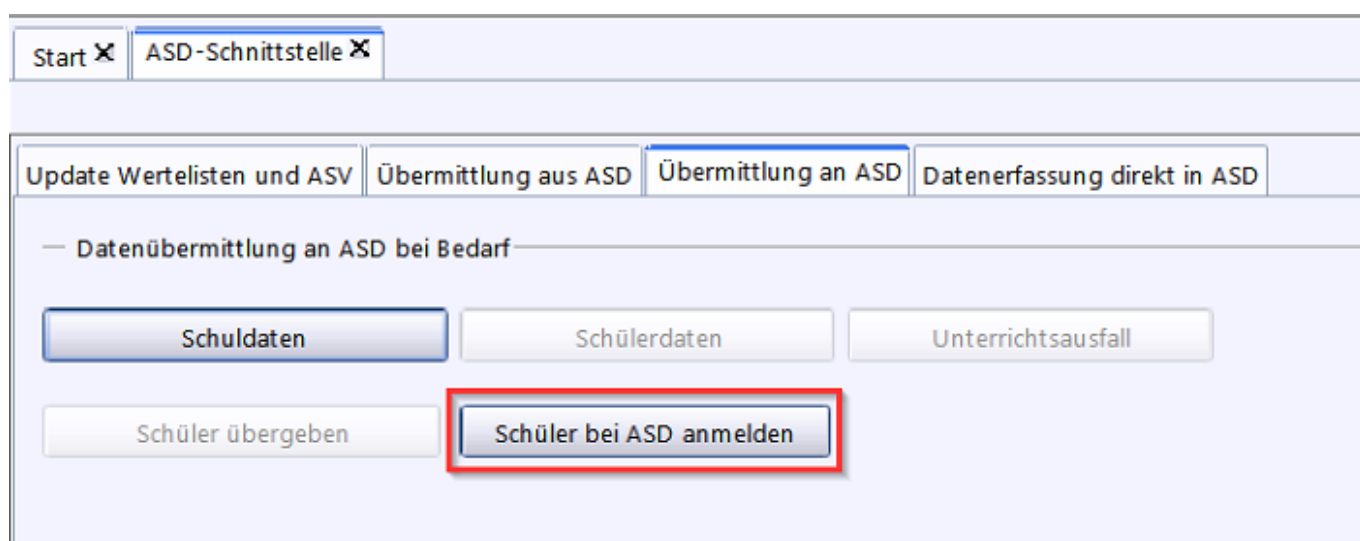 Start ASD-Schnittstelle
Update Wertelisten und ASV Übermittlung aus ASD Übermittlung an ASD Datenerfassung direkt in ASD
Datenübermittlung an ASD bei Bedarf
Schuldaten Schülerdaten Unterrichtsausfall
Schüler übergeben Schüler bei ASD anmelden